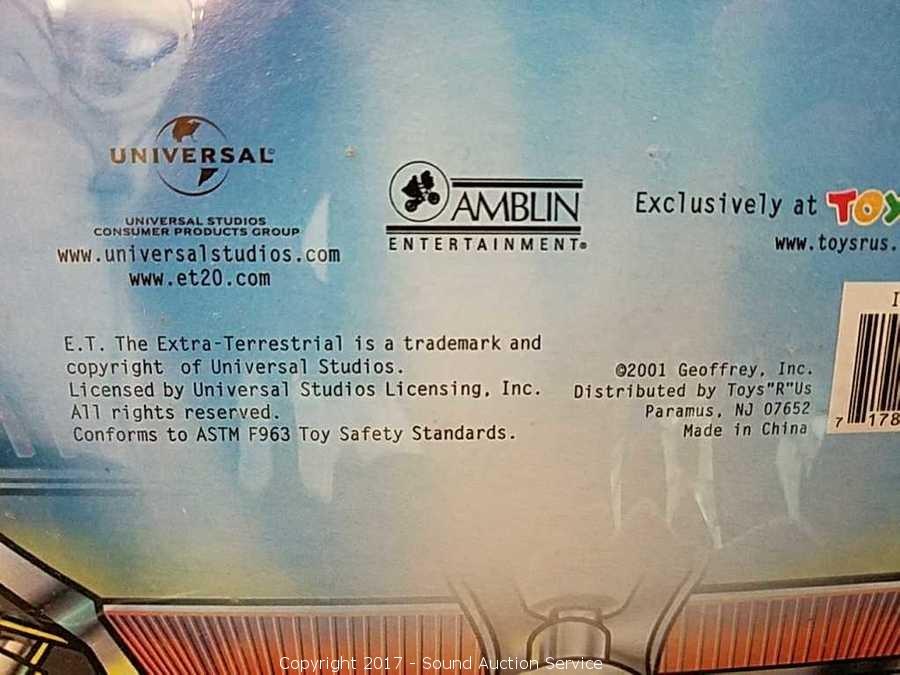 UNIVERSAL
UNIVERSAL STUDIOS
CONSUMER PRODUCTS GROUP
www.universalstudios.com
www.et20.com
AMBLIN
ENTERTAINMENT®
Exclusively at TOY
www.toysrus.
E.T. The Extra-Terrestrial is a trademark and
copyright of Universal Studios.
Licensed by Universal Studios Licensing, Inc.
All rights reserved.
Conforms to ASTM F963 Toy Safety Standards.
©2001 Geoffrey, Inc.
Distributed by Toys"R"Us
Paramus, NJ 07652
Made in China
7 178
Copyright 2017 - Sound Auction Service